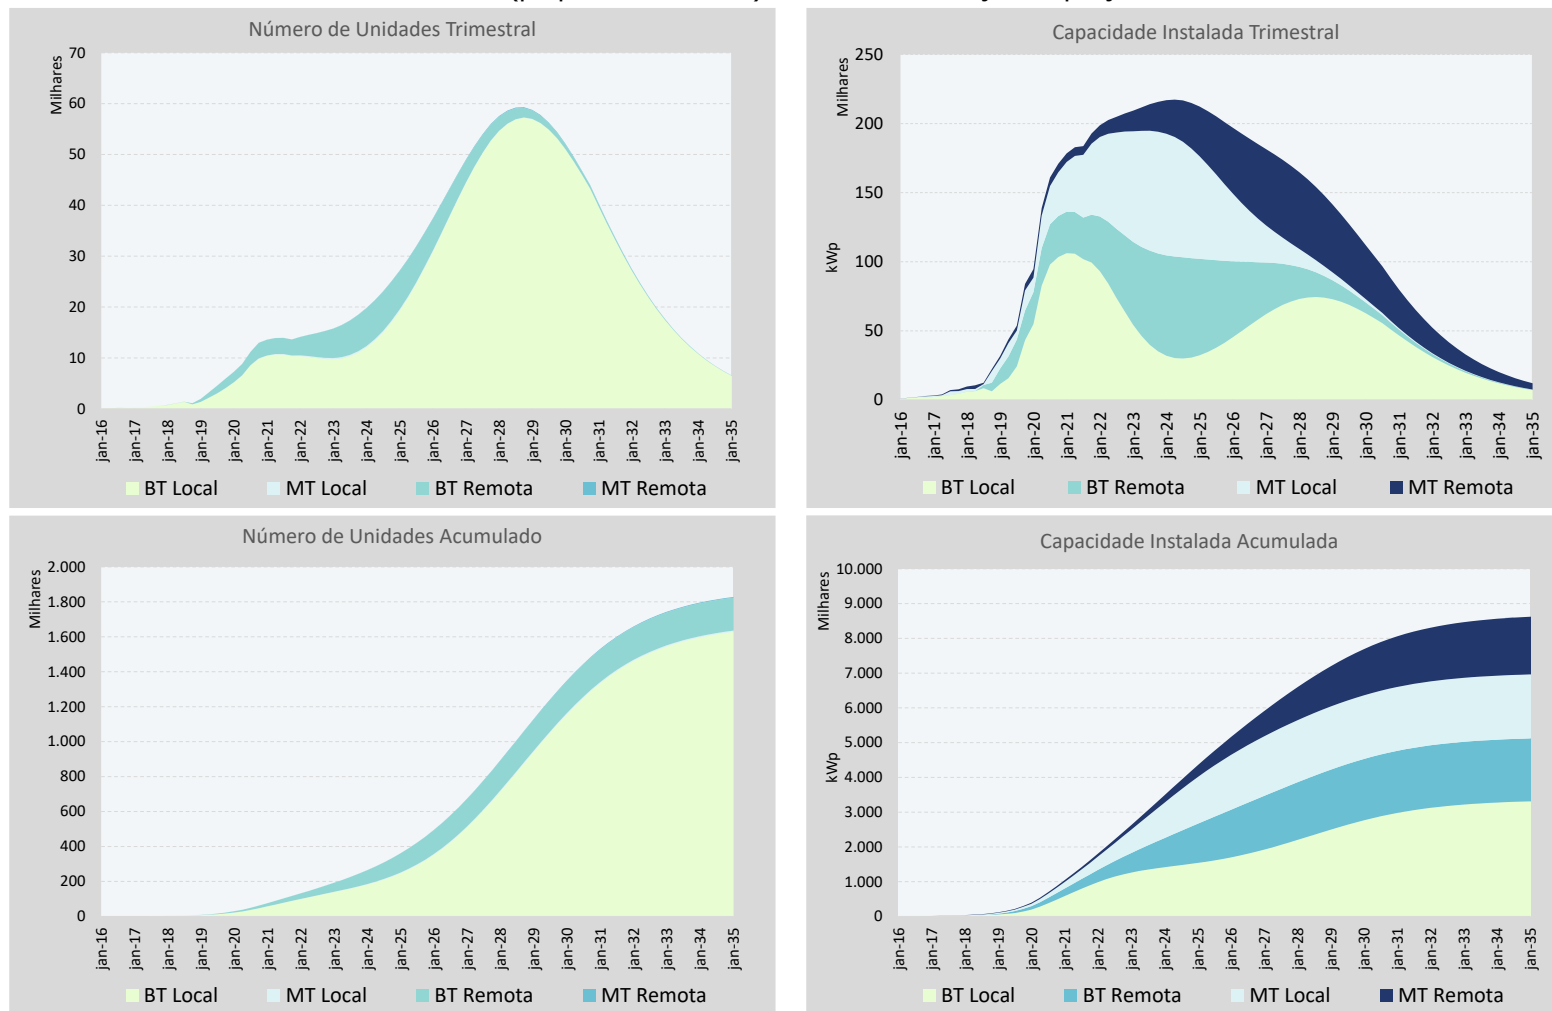 Número de Unidades Trimestral
Milhares
70
60
50
40
30
20
10
0
jan-16
jan-17
jan-18
jan-19
jan-20
jan-21
jan-22
jan-23
jan-24
jan-25
jan-26
jan-27
jan-28
jan-29
jan-30
jan-31
jan-32
jan-33
jan-34
jan-35
BT Local MT Local BT Remota MT Remota
Capacidade Instalada Trimestral
Milhares
kWp
250
200
150
100
50
0
jan-16
jan-17
jan-18
jan-19
jan-20
jan-21
jan-22
jan-23
jan-24
jan-25
jan-26
jan-27
jan-28
jan-29
jan-30
jan-31
jan-32
jan-33
jan-34
jan-35
BT Local BT Remota MT Local MT Remota
Número de Unidades Acumulado
Milhares
2.000
1.800
1.600
1.400
1.200
1.000
800
600
400
200
0
jan-16
jan-17
jan-18
jan-19
jan-20
jan-21
jan-22
jan-23
jan-24
jan-25
jan-26
jan-27
jan-28
jan-29
jan-30
jan-31
jan-32
jan-33
jan-34
jan-35
BT Local MT Local BT Remota MT Remota
Capacidade Instalada Acumulada
Milhares
kWp
10.000
9.000
8.000
7.000
6.000
5.000
4.000
3.000
2.000
1.000
0
jan-16
jan-17
jan-18
jan-19
jan-20
jan-21
jan-22
jan-23
jan-24
jan-25
jan-26
jan-27
jan-28
jan-29
jan-30
jan-31
jan-32
jan-33
jan-34
jan-35
BT Local BT Remota MT Local MT Remota